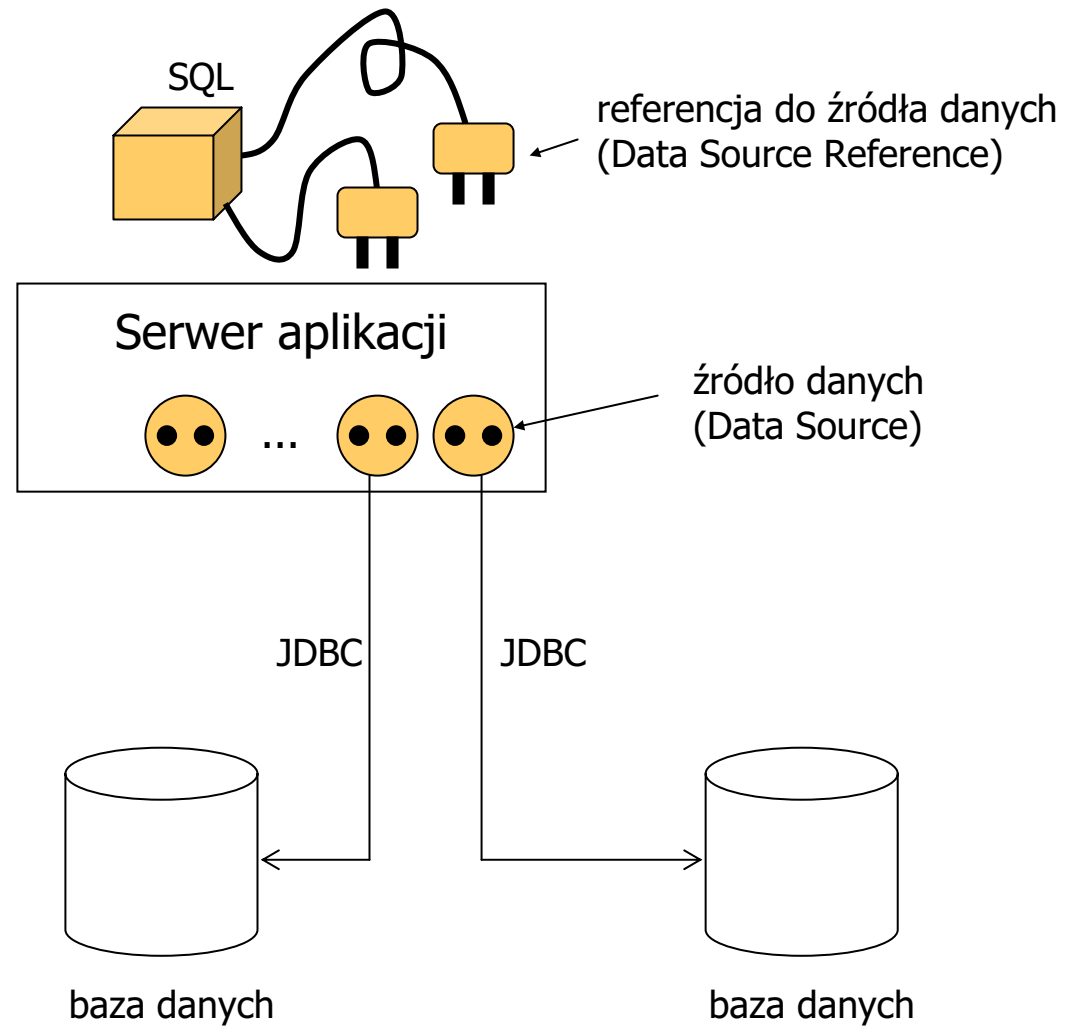 SQL
referencja do źródła danych
(Data Source Reference)
Serwer aplikacji
...
źródło danych
(Data Source)
JDBC
JDBC
baza danych
baza danych